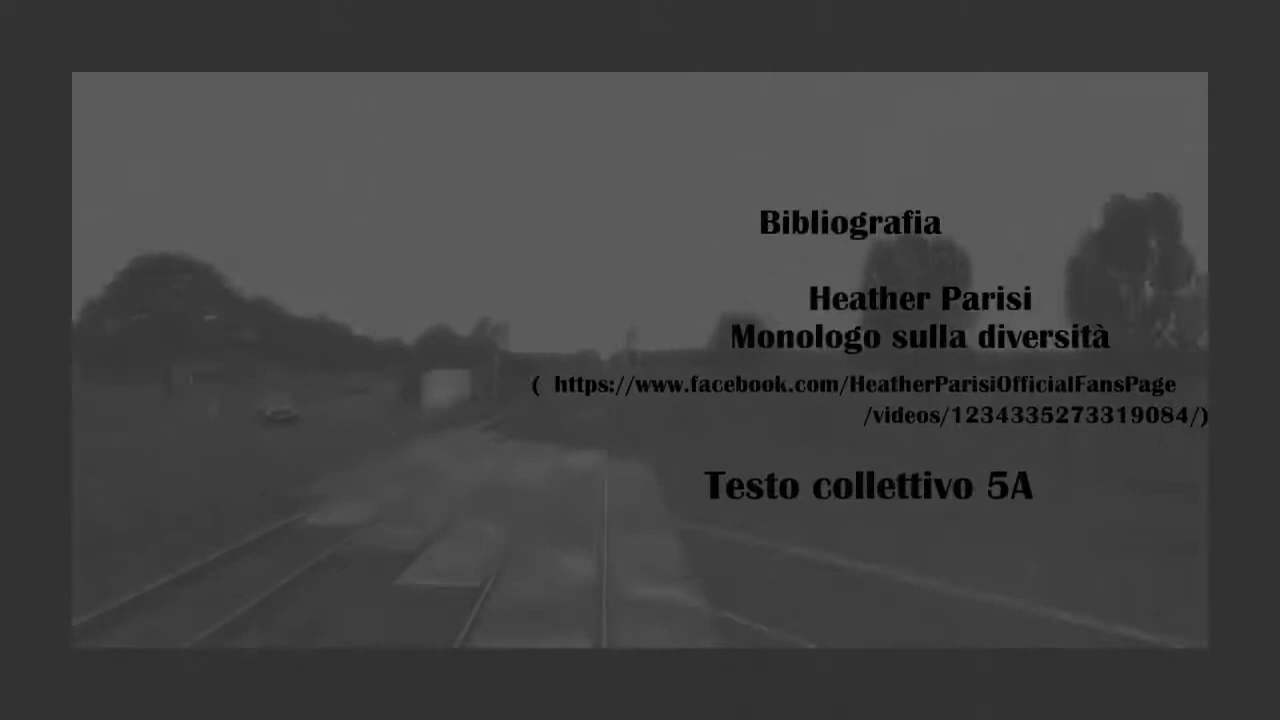 Bibliografia
Heather Parisi
Monologo sulla diversità
( https://www.facebook.com/HeatherParisiOfficialFansPage
/videos/1234335273319084/)
Testo collettivo 5A